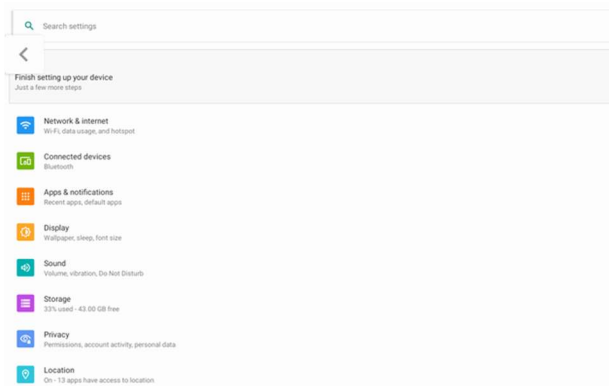 Search settings
Finish setting up your device
Just a few more steps
Network & internet
Wi-Fi, data usage, and hotspot
Connected devices
Bluetooth
Apps & notifications
Recent apps, default apps
Display
Wallpaper, sleep, font size
Sound
Volume, vibration, Do Not Disturb
Storage
33% used - 43.00 GB free
Privacy
Permissions, account activity, personal data
Location
On - 13 apps have access to location